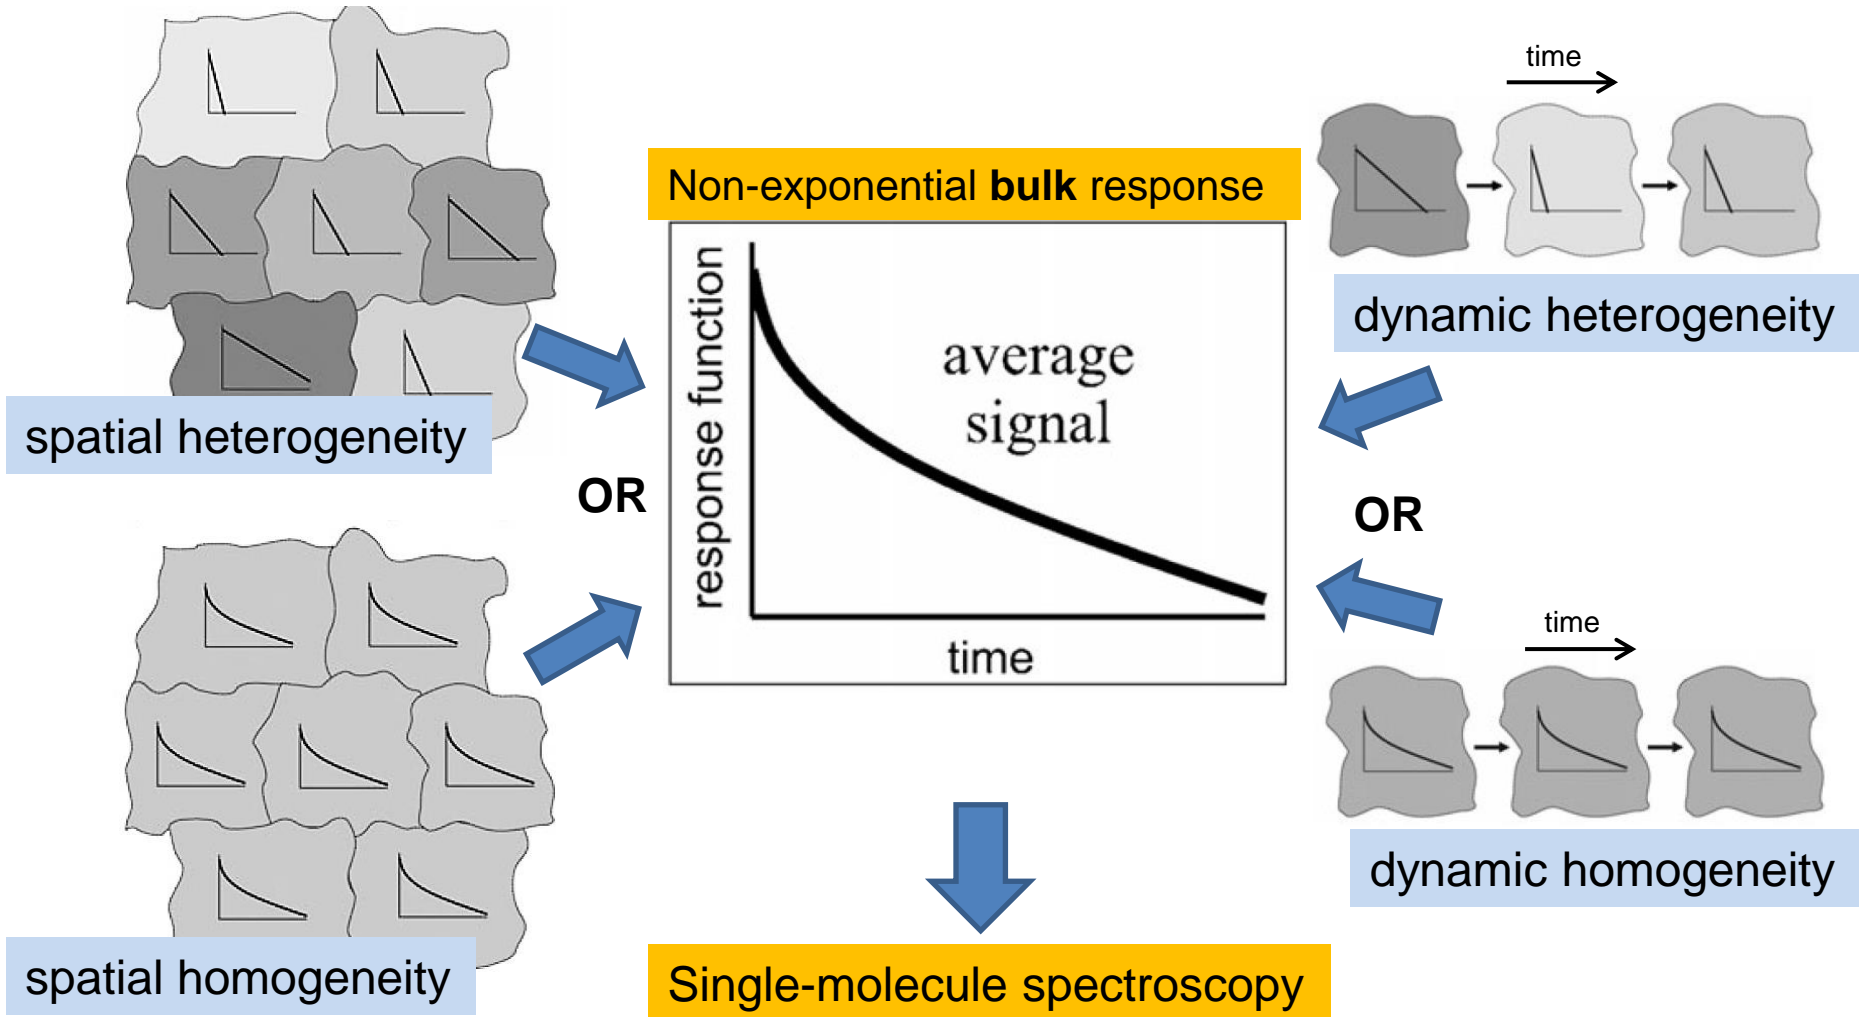 time
Non-exponential bulk response
dynamic heterogeneity
response function
average
signal
time
spatial heterogeneity
OR
OR
time
dynamic homogeneity
spatial homogeneity
Single-molecule spectroscopy